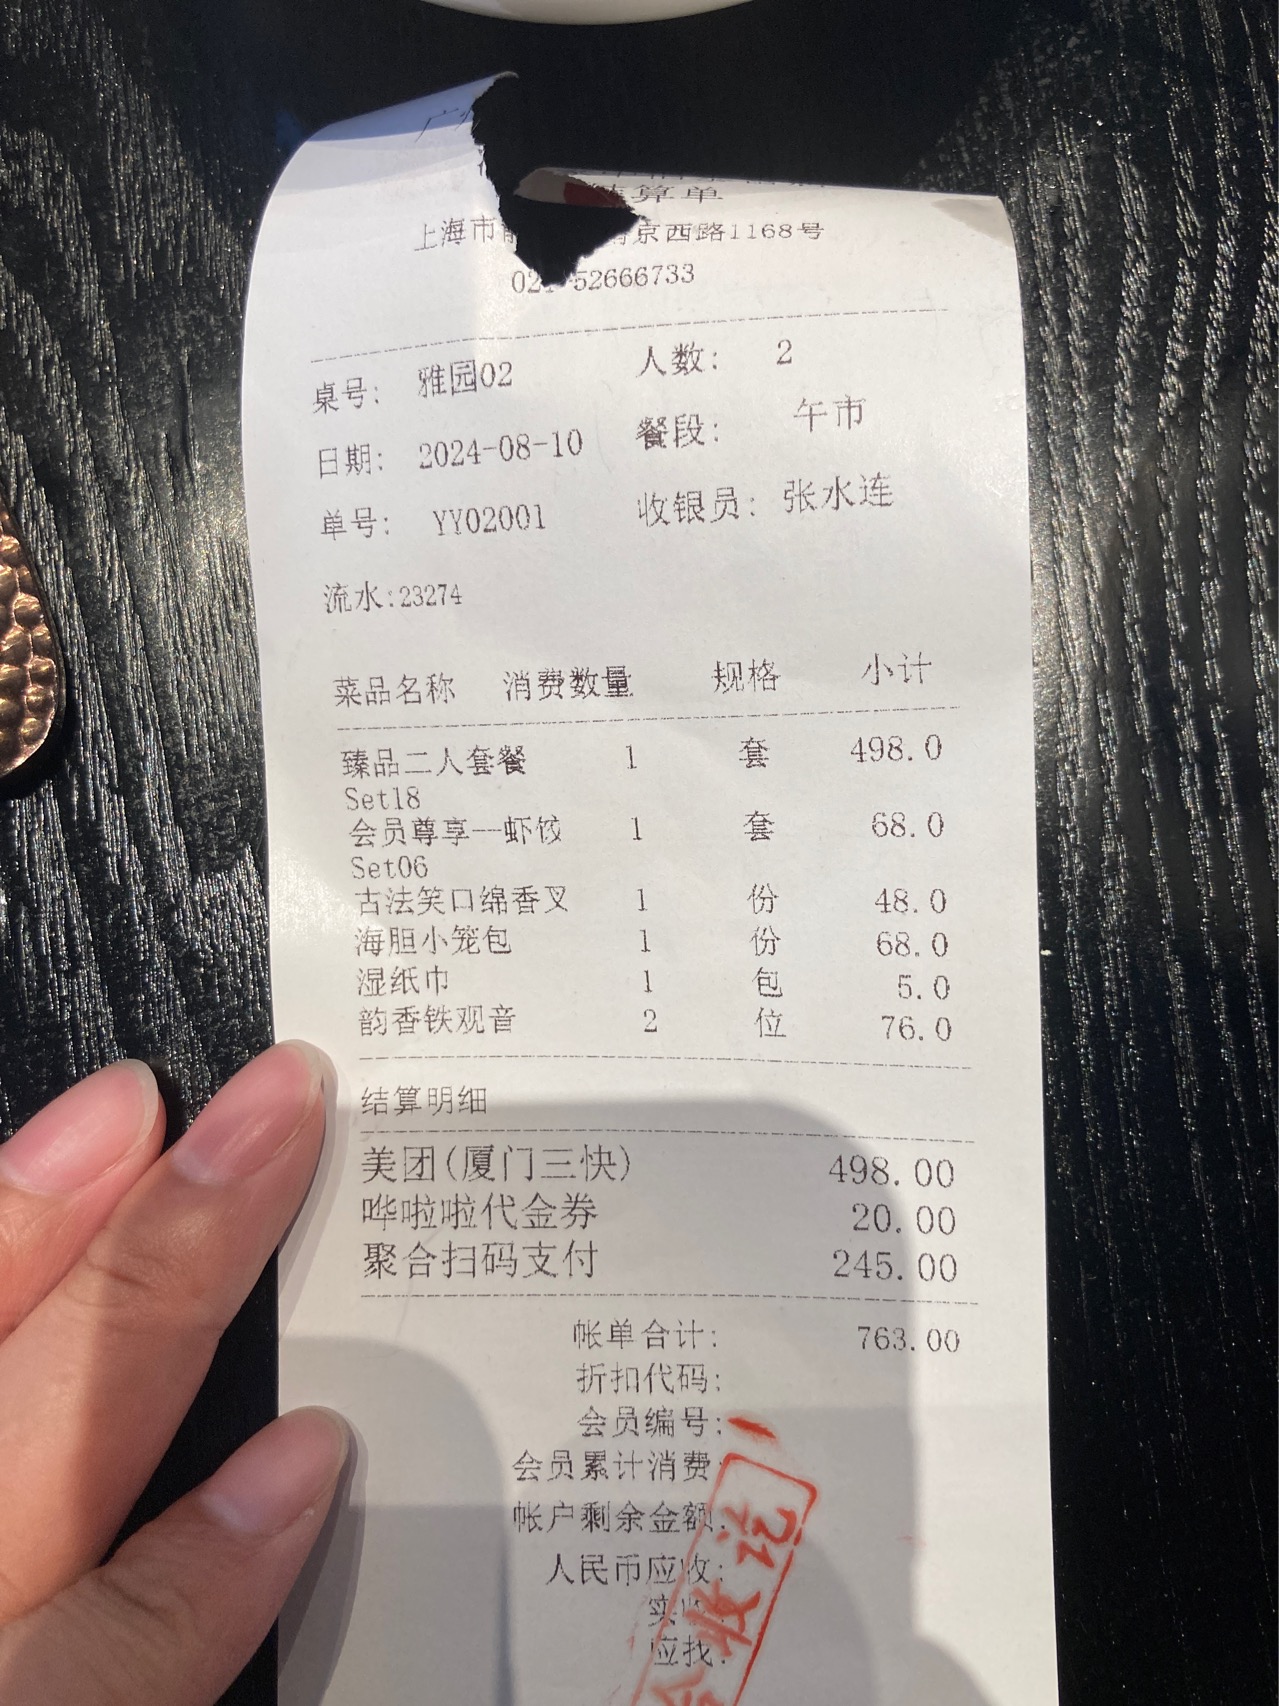 算单
上海市 京西路1168号
02 52666733
桌号: 雅园02 人数: 2
日期: 2024-08-10 餐段: 午市
单号: YY02001 收银员: 张水连
流水:23274
菜品名称 消费数量 规格 小计
臻品二人套餐 1 套 498.0
Set18
会员尊享一虾饺 1 套 68.0
Set06
古法笑口绵香叉 1 份 48.0
海胆小笼包 1 份 68.0
湿纸巾 1 包 5.0
韵香铁观音 2 位 76.0
结算明细
美团(厦门三快) 498.00
哗啦啦代金券 20.00
聚合扫码支付 245.00
帐单合计: 763.00
折扣代码:
会员编号:
会员累计消费:
帐户剩余金额:
人民币应收:
实收:
应找:
收讫